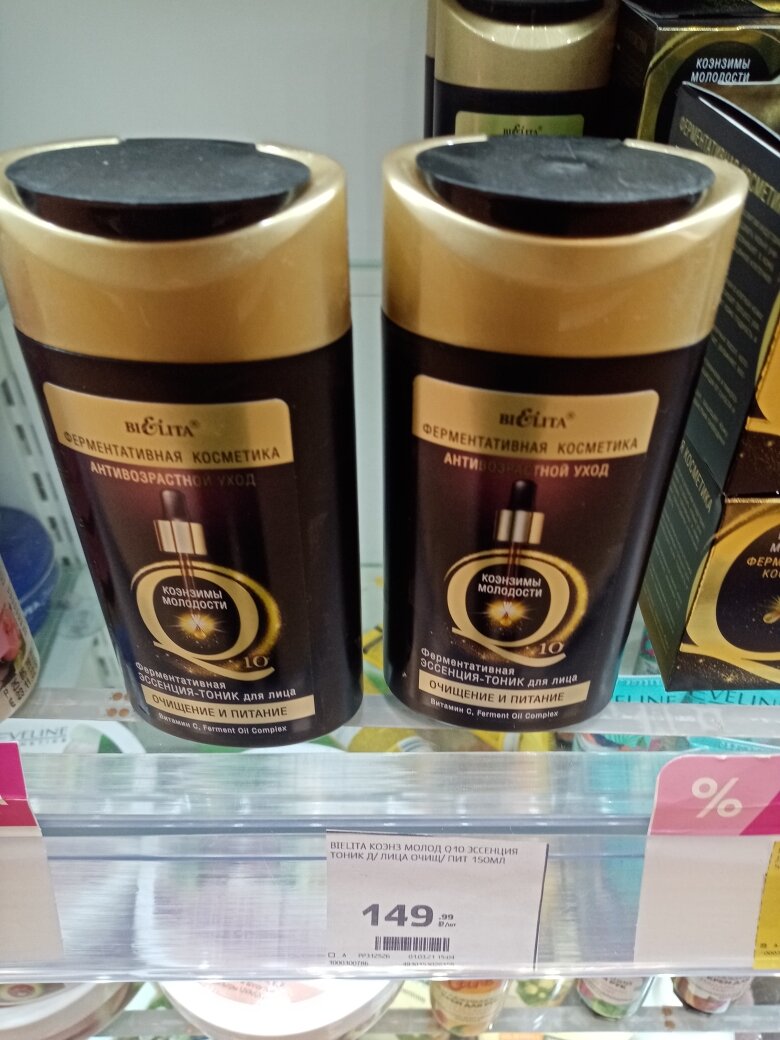 КОЭНЗИМЫ
МОЛОДОСТИ
BIELITA
BIELITA®
ФЕРМЕНТАТИВНАЯ КОСМЕТИКА
АНТИВОЗРАСТНОЙ УХОД
КОЭНЗИМЫ
МОЛОДОСТИ
Q10
Ферментативная
ЭССЕНЦИЯ-ТОНИК для лица
ОЧИЩЕНИЕ И ПИТАНИЕ
Витамин С, Ferment Oil Complex
BIELITA®
ФЕРМЕНТАТИВНАЯ КОСМЕТИКА
АНТИВОЗРАСТНОЙ УХОД
КОЭНЗИМЫ
МОЛОДОСТИ
Q10
Ферментативная
ЭССЕНЦИЯ-ТОНИК для лица
ОЧИЩЕНИЕ И ПИТАНИЕ
Витамин С, Ferment Oil Complex
EVELINE
%
BIELITA КОЭНЗ МОЛОД Q10 ЭССЕНЦИЯ
ТОНИК Д/ ЛИЦА ОЧИЩ/ ПИТ 150МЛ
149.99
₽/шт